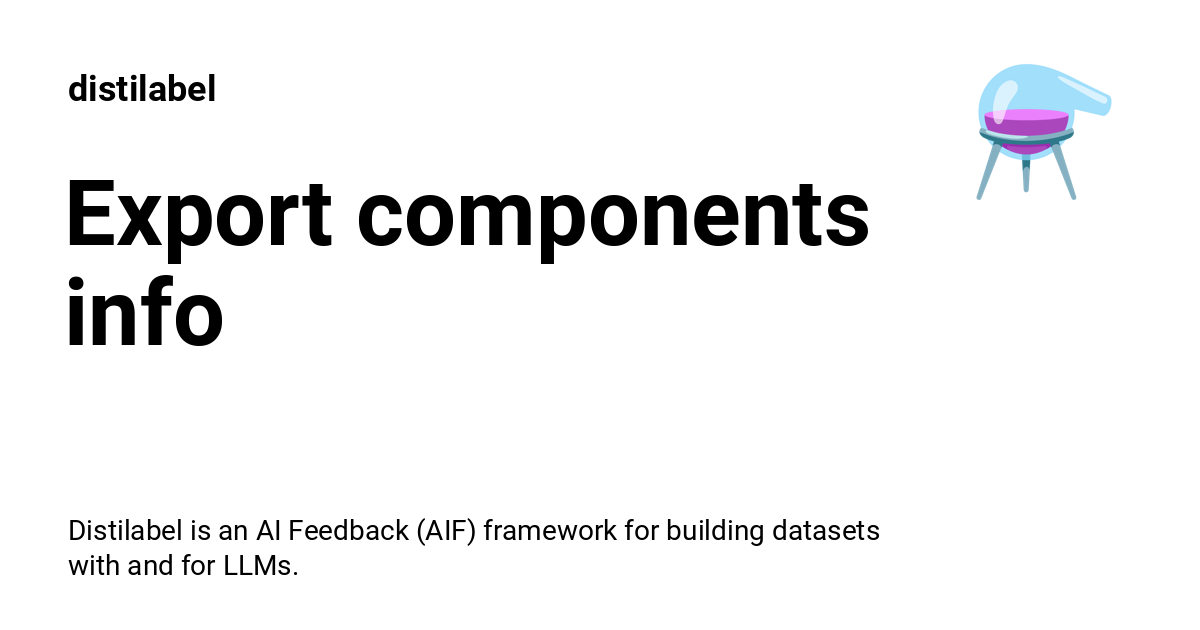 distilabel
Export components
info
Distilabel is an AI Feedback (AIF) framework for building datasets
with and for LLMs.